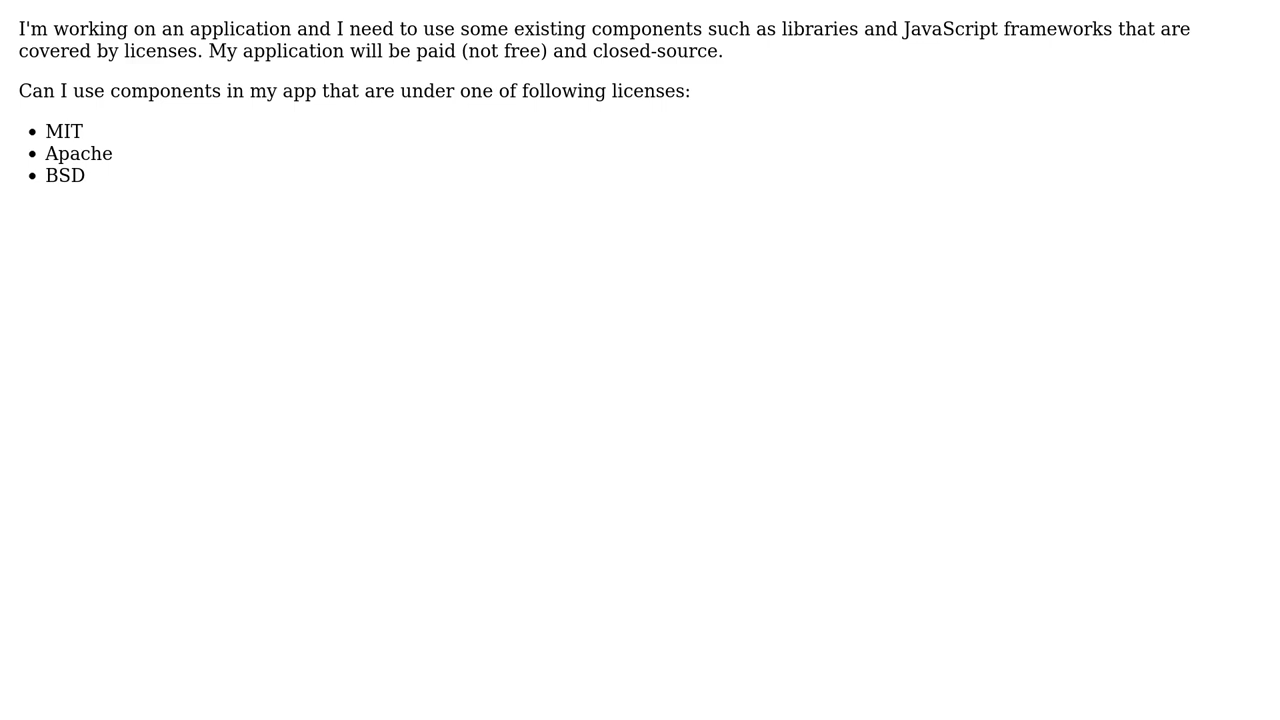 I'm working on an application and I need to use some existing components such as libraries and JavaScript frameworks that are
covered by licenses. My application will be paid (not free) and closed-source.
Can I use components in my app that are under one of following licenses:
• MIT
• Apache
• BSD